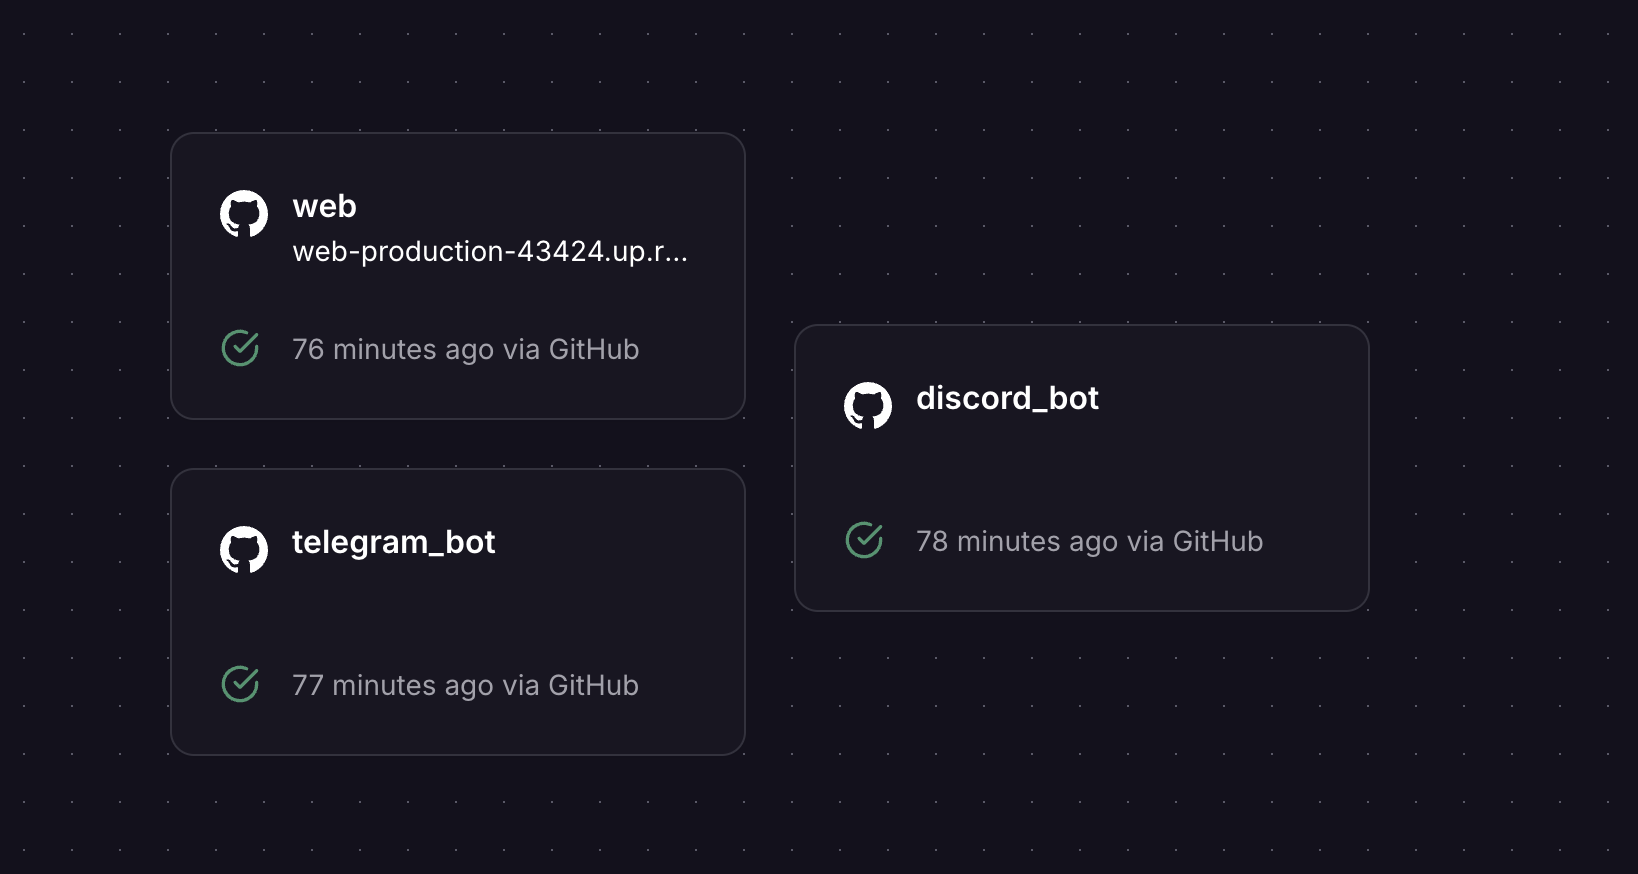 web
web-production-43424.up.r...
76 minutes ago via GitHub
telegram_bot
77 minutes ago via GitHub
discord_bot
78 minutes ago via GitHub